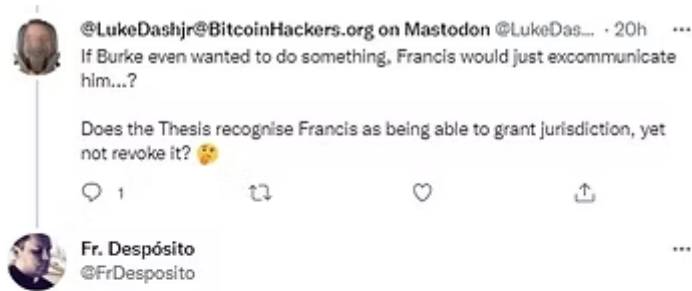 @LukeDashjr@BitcoinHackers.org on Mastodon @LukeDas... · 20h
If Burke even wanted to do something, Francis would just excommunicate
him...?
Does the Thesis recognise Francis as being able to grant jurisdiction, yet
not revoke it? 🤔
1
Fr. Despósito
@FrDesposito